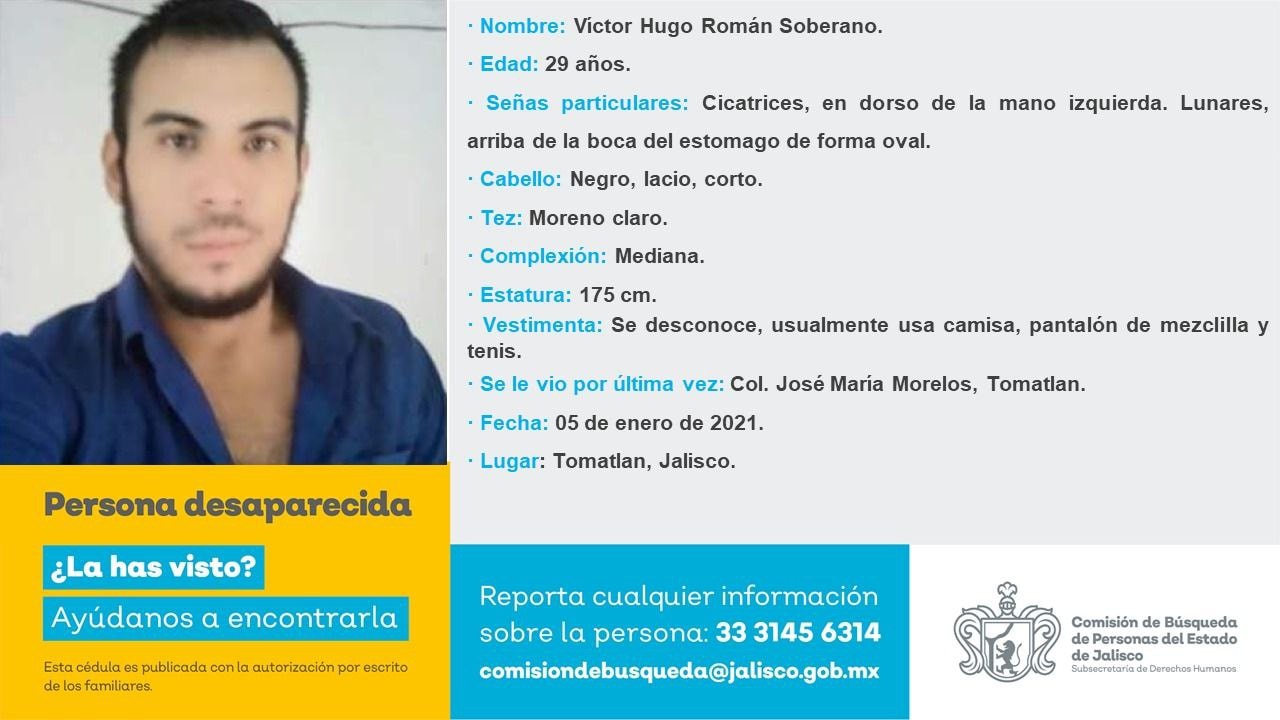 · Nombre: Víctor Hugo Román Soberano.
· Edad: 29 años.
· Señas particulares: Cicatrices, en dorso de la mano izquierda. Lunares,
arriba de la boca del estomago de forma oval.
· Cabello: Negro, lacio, corto.
· Tez: Moreno claro.
· Complexión: Mediana.
· Estatura: 175 cm.
· Vestimenta: Se desconoce, usualmente usa camisa, pantalón de mezclilla y
tenis.
· Se le vio por última vez: Col. José María Morelos, Tomatlan.
· Fecha: 05 de enero de 2021.
· Lugar: Tomatlan, Jalisco.
Persona desaparecida
¿La has visto?
Ayúdanos a encontrarla
Esta cédula es publicada con la autorización por escrito
de los familiares.
Reporta cualquier información
sobre la persona: 33 3145 6314
comisiondebusqueda@jalisco.gob.mx
Comisión de Búsqueda
de Personas del Estado
de Jalisco
Subsecretaría de Derechos Humanos